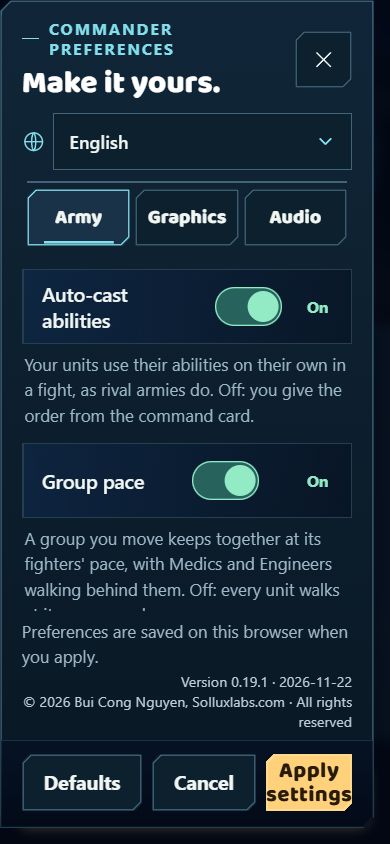 COMMANDER
PREFERENCES
Make it yours.
English
Army
Graphics
Audio
Auto-cast
abilities
On
Your units use their abilities on their own in
a fight, as rival armies do. Off: you give the
order from the command card.
Group pace
On
A group you move keeps together at its
fighters' pace, with Medics and Engineers
walking behind them. Off: every unit walks
Preferences are saved on this browser when
you apply.
Version 0.19.1 · 2026-11-22
© 2026 Bui Cong Nguyen, Solluxlabs.com · All rights
reserved
Defaults
Cancel
Apply
settings